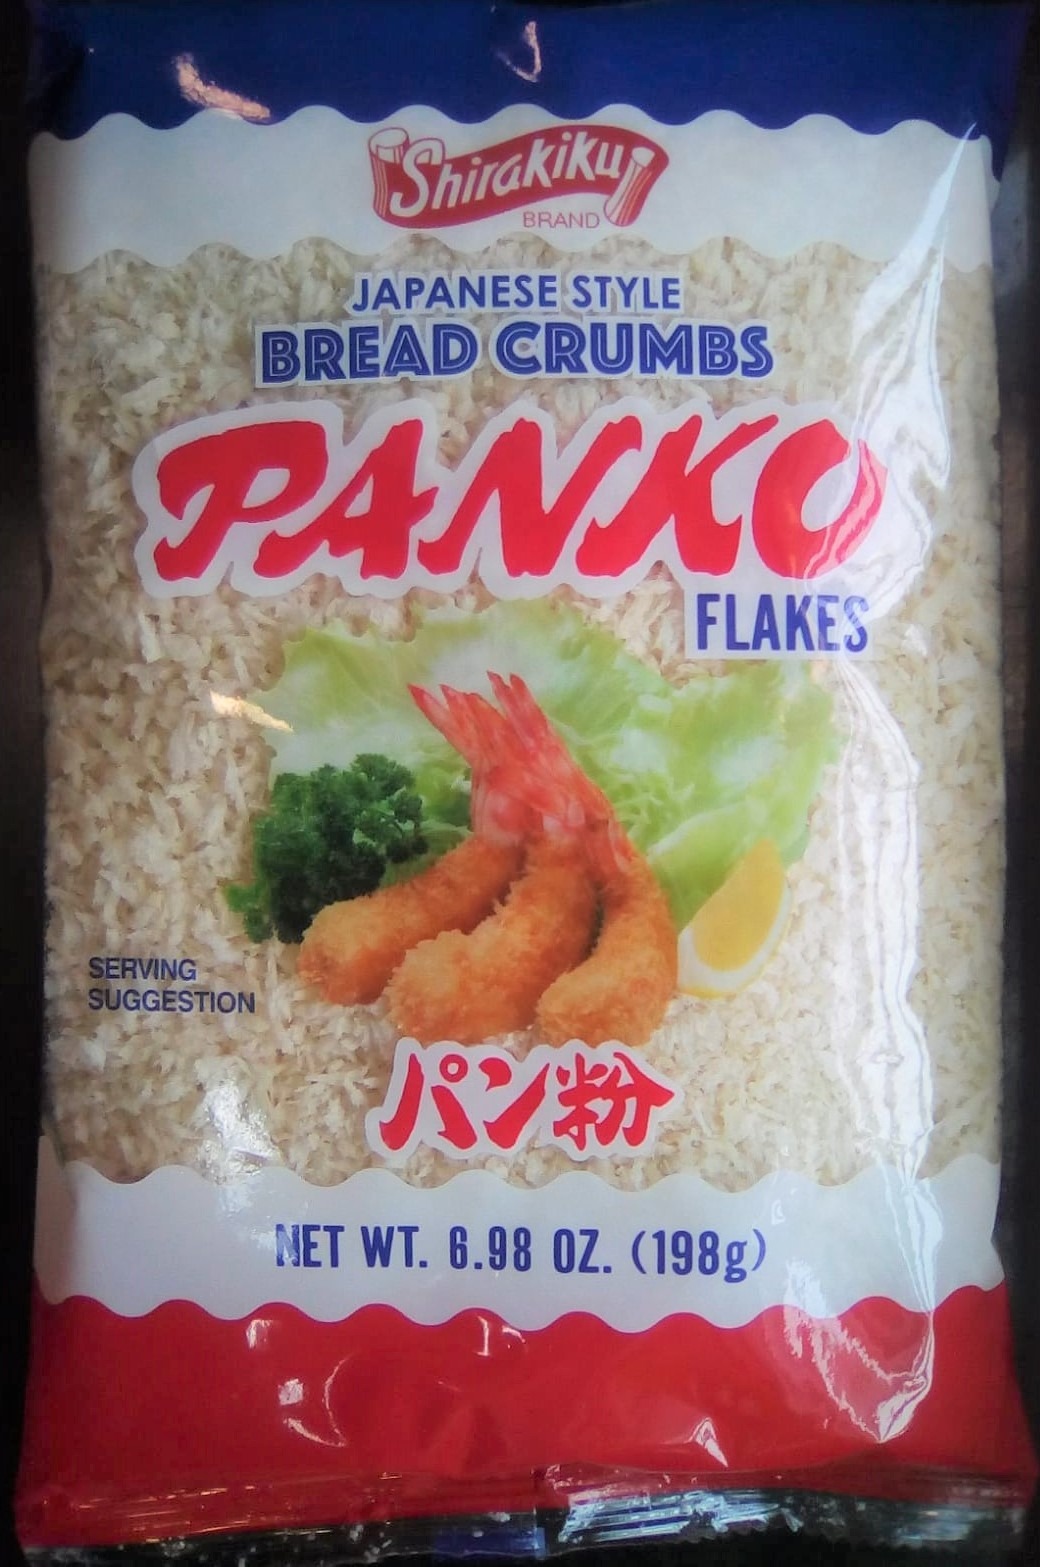 Shirakiku
BRAND
JAPANESE STYLE
BREAD CRUMBS
PANKO
FLAKES
SERVING
SUGGESTION
パン粉
NET WT. 6.98 OZ. (198g)